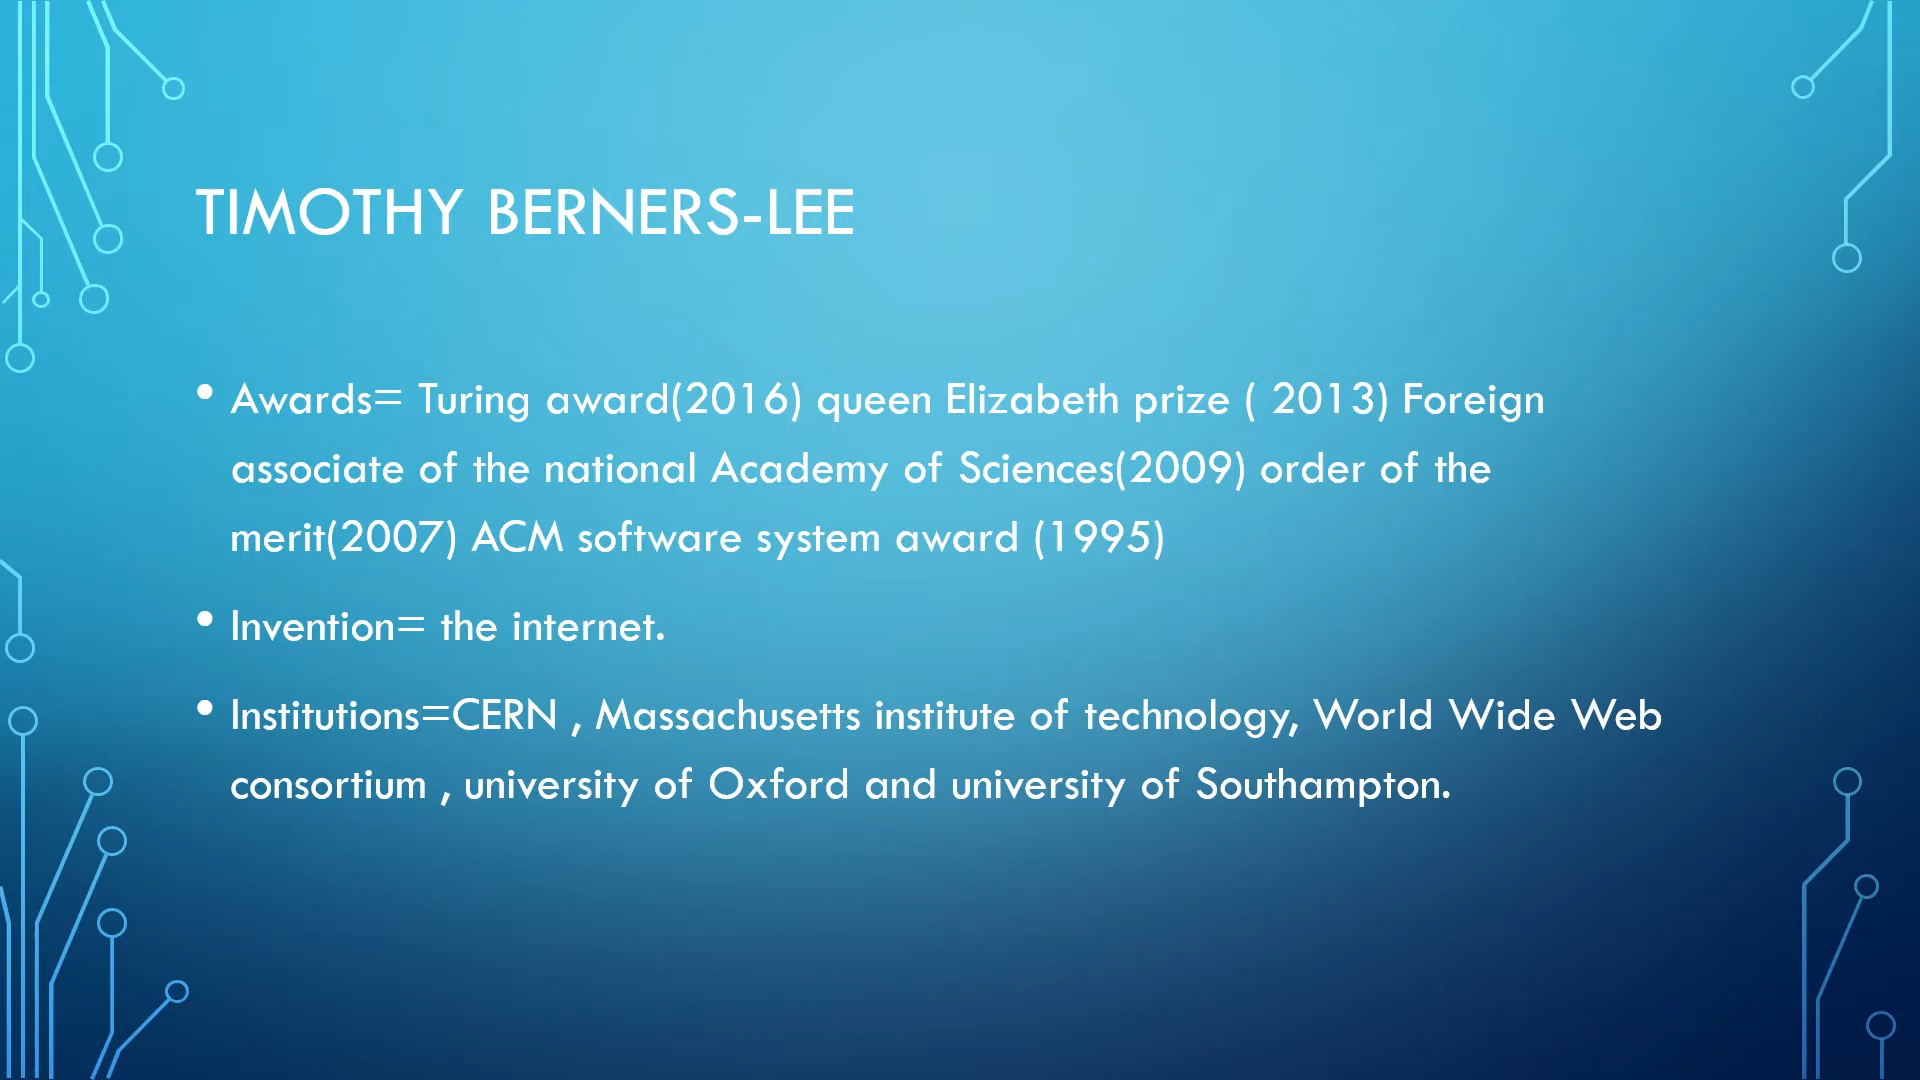 TIMOTHY BERNERS-LEE
• Awards= Turing award(2016) queen Elizabeth prize ( 2013) Foreign
associate of the national Academy of Sciences(2009) order of the
merit(2007) ACM software system award (1995)
• Invention= the internet.
• Institutions=CERN , Massachusetts institute of technology, World Wide Web
consortium , university of Oxford and university of Southampton.